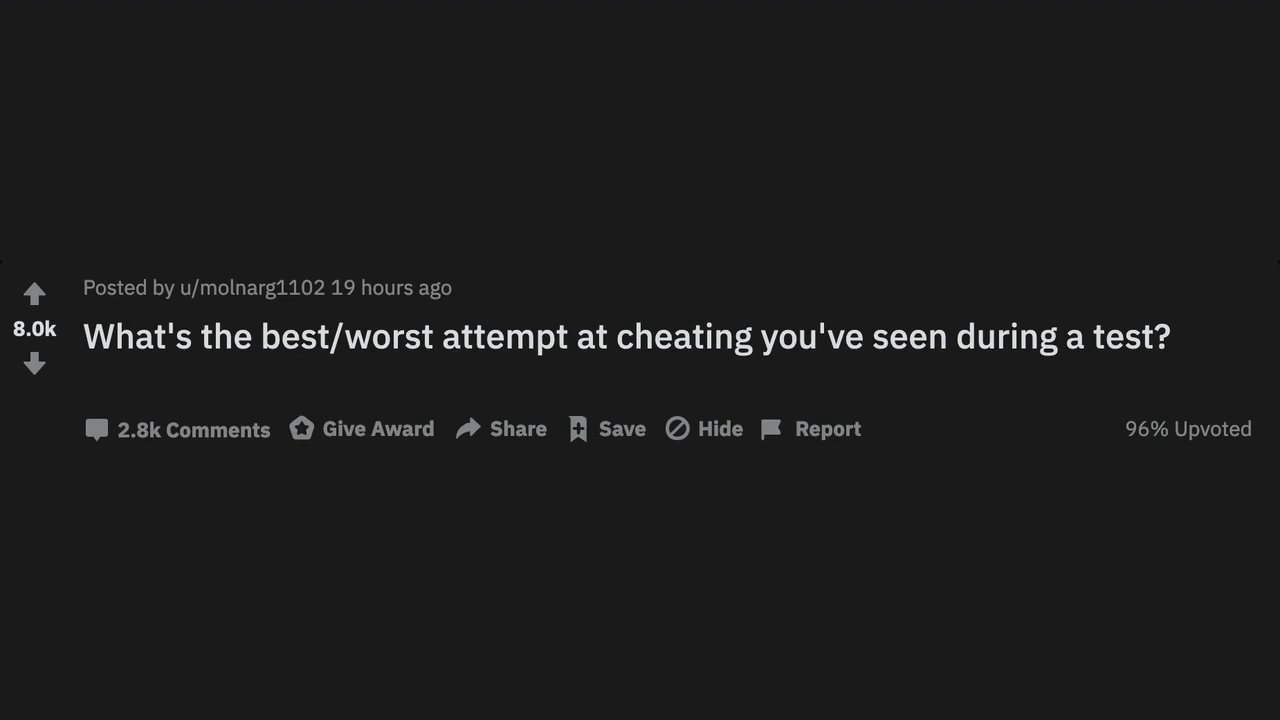 Posted by u/molnarg1102 19 hours ago
8.0k
What's the best/worst attempt at cheating you've seen during a test?
2.8k Comments Give Award Share Save Hide Report 96% Upvoted